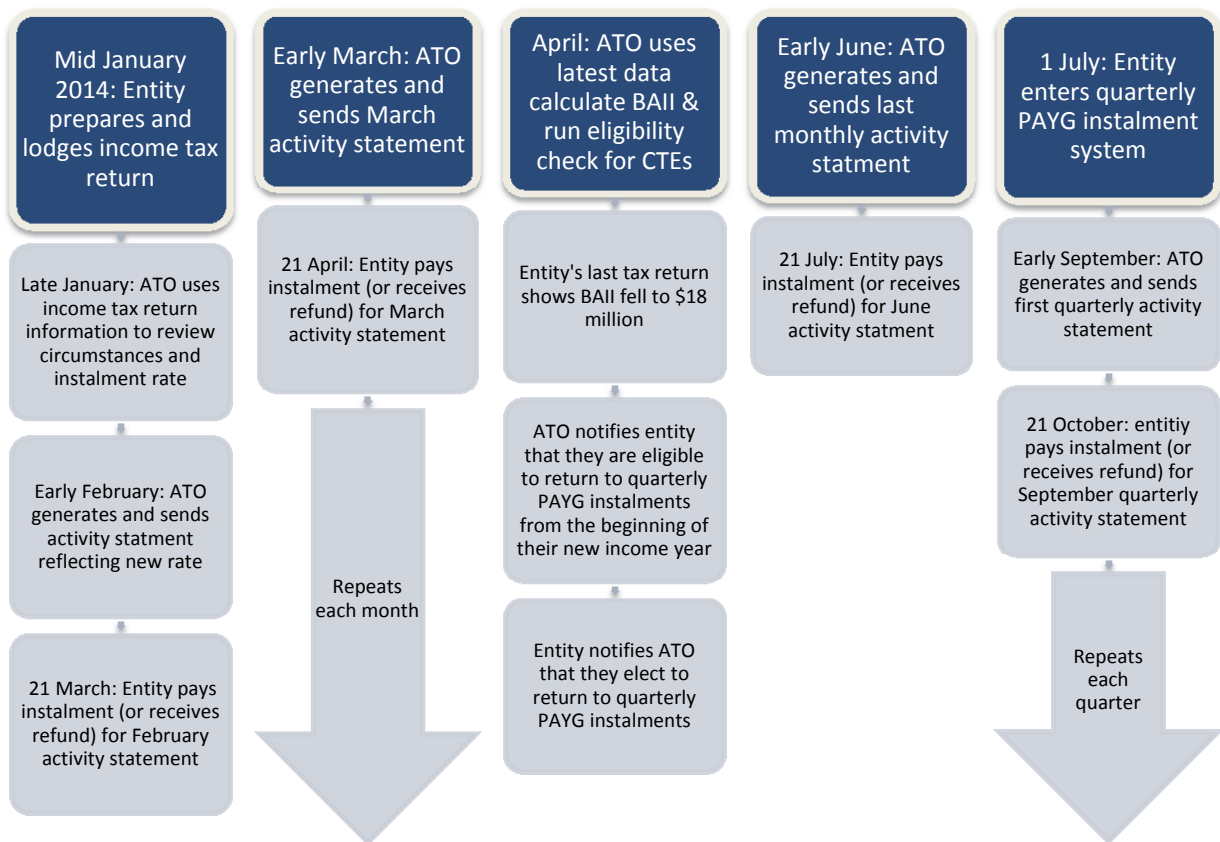 Mid January
2014: Entity
prepares and
lodges income tax
return
Late January: ATO uses
income tax return
information to review
circumstances and
instalment rate
Early February: ATO
generates and sends
activity statment
reflecting new rate
21 March: Entity pays
instalment (or receives
refund) for February
activity statement
Early March: ATO
generates and
sends March
activity statement
21 April: Entity pays
instalment (or receives
refund) for March
activity statement
Repeats
each month
April: ATO uses
latest data
calculate BAII &
run eligibility
check for CTEs
Entity's last tax return
shows BAII fell to $18
million
ATO notifies entity
that they are eligible
to return to quarterly
PAYG instalments
from the beginning of
their new income year
Entity notifies ATO
that they elect to
return to quarterly
PAYG instalments
Early June: ATO
generates and
sends last
monthly activity
statment
21 July: Entity pays
instalment (or receives
refund) for June
activity statment
1 July: Entity
enters quarterly
PAYG instalment
system
Early September: ATO
generates and sends
first quarterly activity
statement
21 October: entitiy
pays instalment (or
receives refund) for
September quarterly
activity statement
Repeats
each
quarter